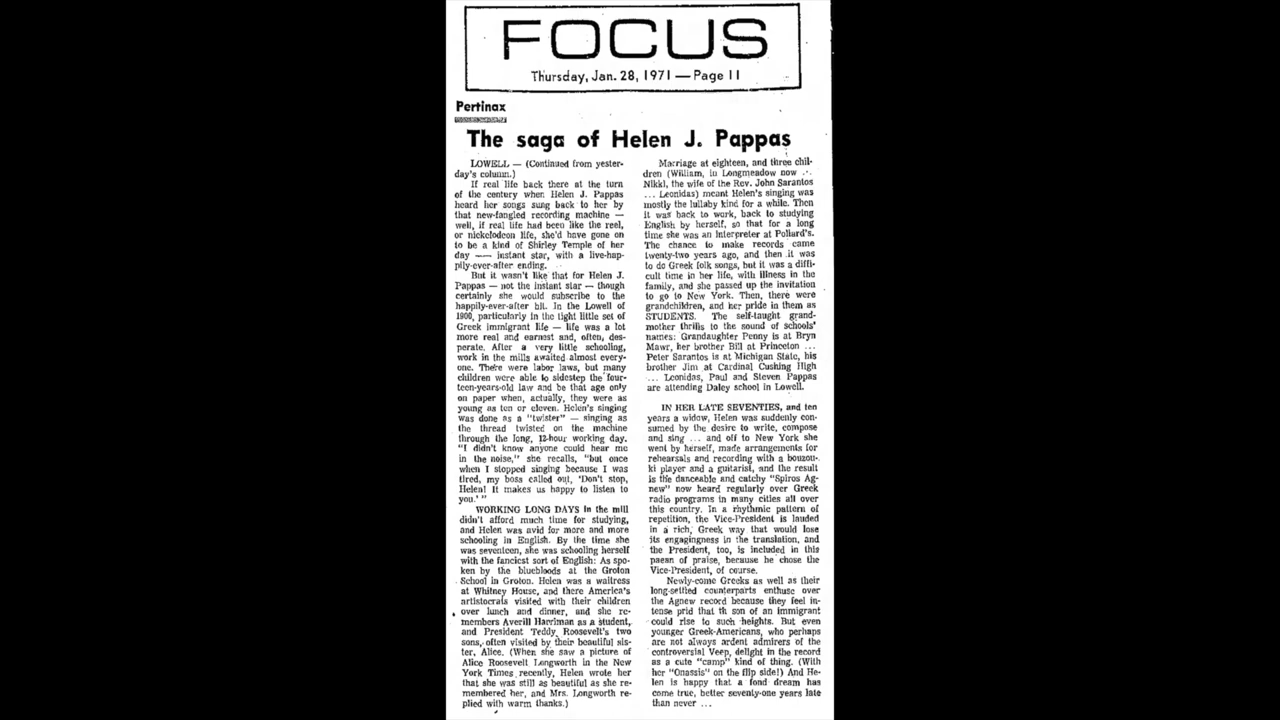 FOCUS
Thursday, Jan. 28, 1971 — Page 11
Pertinax
The saga of Helen J. Pappas
LOWELL — (Continued from yester-
day's column.)
If real life back there at the turn
of the century when Helen J. Pappas
heard her songs sung back to her by
that new-fangled recording machine —
well, if real life had been like the reel,
or nickelodeon life, she'd have gone on
to be a kind of Shirley Temple of her
day —— instant star, with a live-hap-
pily-ever-after ending.
But it wasn't like that for Helen J.
Pappas — not the instant star — though
certainly she would subscribe to the
happily-ever-after bit. In the Lowell of
1900, particularly in the tight little set of
Greek immigrant life — life was a lot
more real and earnest and, often, des-
perate. After a very little schooling,
work in the mills awaited almost every-
one. There were labor laws, but many
children were able to sidestep the four-
teen-years-old law and be that age only
on paper when, actually, they were as
young as ten or eleven. Helen's singing
was done as a "twister" — singing as
the thread twisted on the machine
through the long, 12-hour working day.
"I didn't know anyone could hear me
in the noise," she recalls, "but once
when I stopped singing because I was
tired, my boss called out, 'Don't stop,
Helen! It makes us happy to listen to
you.' "
WORKING LONG DAYS in the mill
didn't afford much time for studying,
and Helen was avid for more and more
schooling in English. By the time she
was seventeen, she was schooling herself
with the fanciest sort of English: As spo-
ken by the bluebloods at the Groton
School in Groton. Helen was a waitress
at Whitney House, and there America's
artistocrats visited with their children
over lunch and dinner, and she re-
members Averill Harriman as a student,
and President Teddy Roosevelt's two
sons, often visited by their beautiful sis-
ter, Alice. (When she saw a picture of
Alice Roosevelt Longworth in the New
York Times recently, Helen wrote her
that she was still as beautiful as she re-
membered her, and Mrs. Longworth re-
plied with warm thanks.)
Marriage at eighteen, and three chil-
dren (William, in Longmeadow now ...
Nikki, the wife of the Rev. John Sarantos
... Leonidas) meant Helen's singing was
mostly the lullaby kind for a while. Then
it was back to work, back to studying
English by herself, so that for a long
time she was an interpreter at Pollard's.
The chance to make records came
twenty-two years ago, and then it was
to do Greek folk songs, but it was a diffi-
cult time in her life, with illness in the
family, and she passed up the invitation
to go to New York. Then, there were
grandchildren, and her pride in them as
STUDENTS. The self-taught grand-
mother thrills to the sound of schools'
names: Grandaughter Penny is at Bryn
Mawr, her brother Bill at Princeton ...
Peter Sarantos is at Michigan State, his
brother Jim at Cardinal Cushing High
... Leonidas, Paul and Steven Pappas
are attending Daley school in Lowell.
IN HER LATE SEVENTIES, and ten
years a widow, Helen was suddenly con-
sumed by the desire to write, compose
and sing ... and off to New York she
went by herself, made arrangements for
rehearsals and recording with a bouzou-
ki player and a guitarist, and the result
is the danceable and catchy "Spiros Ag-
new" now heard regularly over Greek
radio programs in many cities all over
this country. In a rhythmic pattern of
repetition, the Vice-President is lauded
in a rich, Greek way that would lose
its engagingness in the translation, and
the President, too, is included in this
paean of praise, because he chose the
Vice-President, of course.
Newly-come Greeks as well as their
long-settled counterparts enthuse over
the Agnew record because they feel in-
tense prid that th son of an immigrant
could rise to such heights. But even
younger Greek-Americans, who perhaps
are not always ardent admirers of the
controversial Veep, delight in the record
as a cute "camp" kind of thing. (With
her "Onassis" on the flip side!) And He-
len is happy that a fond dream has
come true, better seventy-one years late
than never ...